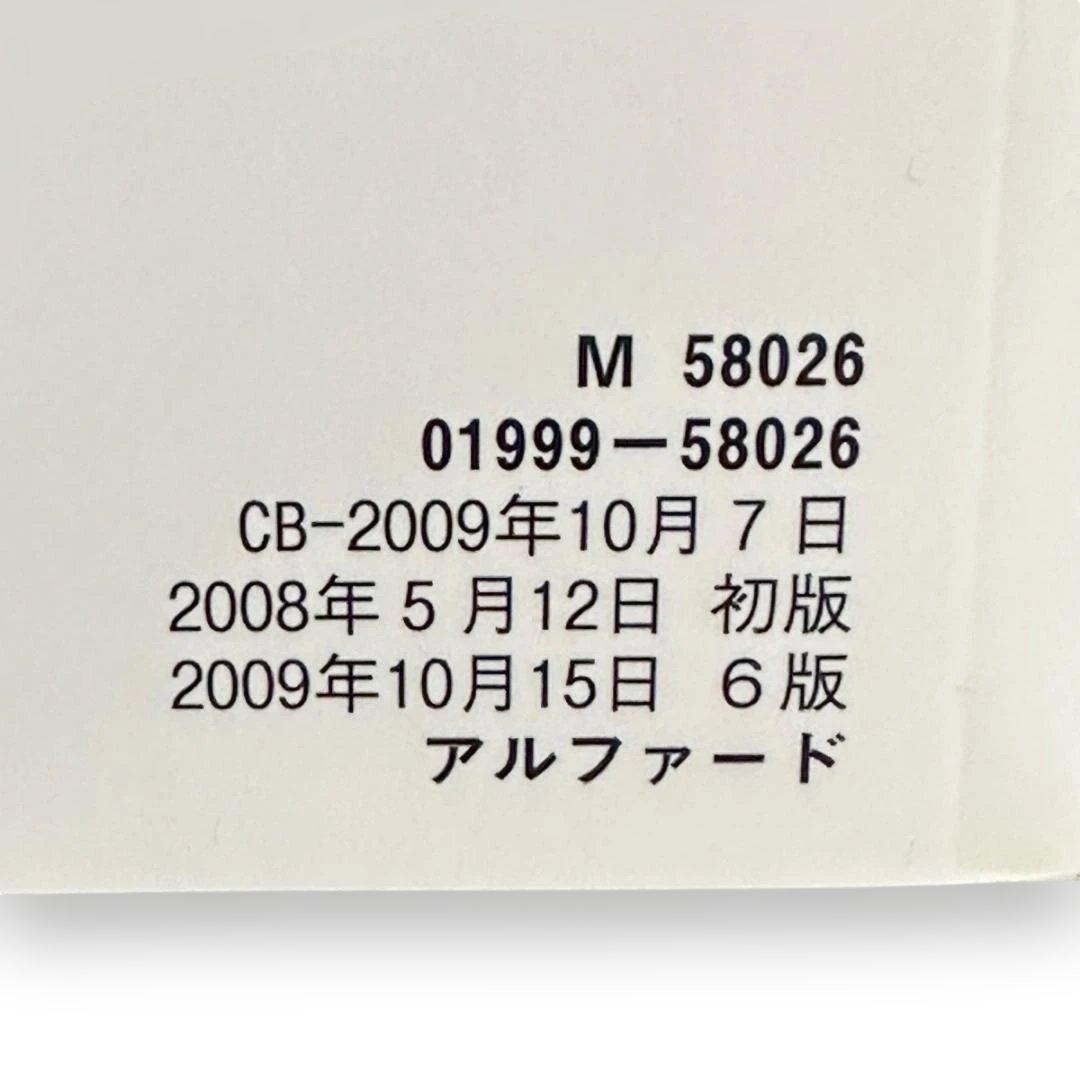 M 58026
01999－58026
CB-2009年10月 7 日
2008年 5 月12日 初版
2009年10月15日 6版
アルファード